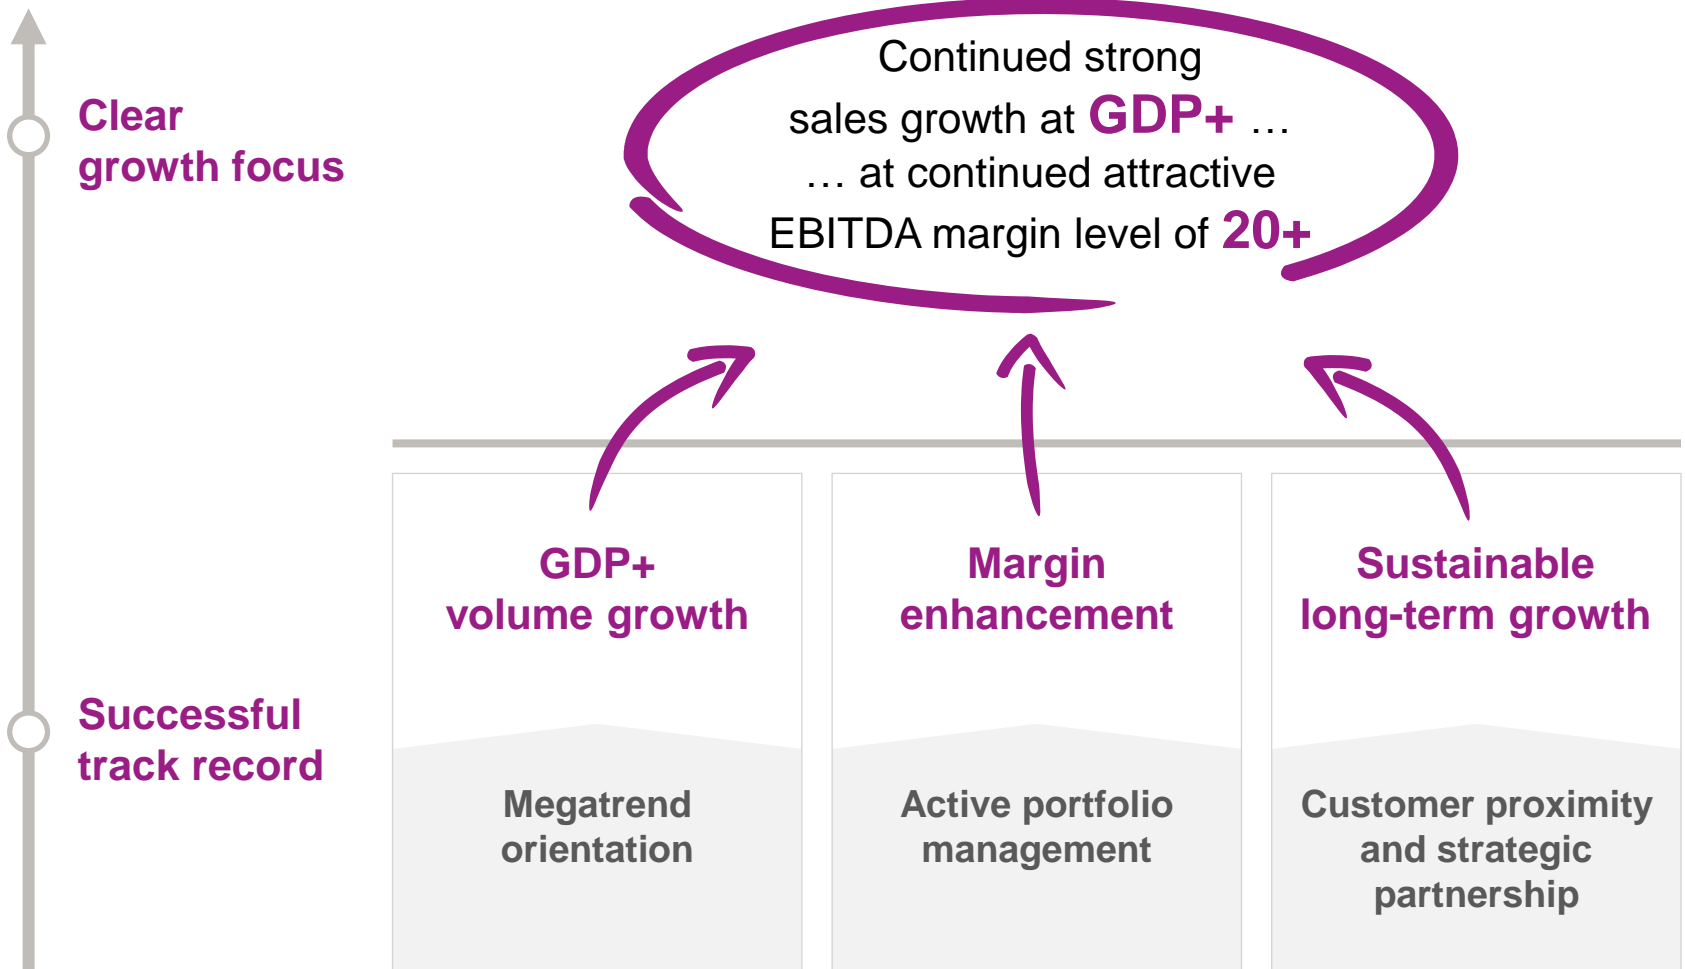 Clear
growth focus
Continued strong
sales growth at GDP+ …
… at continued attractive
EBITDA margin level of 20+
Successful
track record
GDP+
volume growth
Megatrend
orientation
Margin
enhancement
Active portfolio
management
Sustainable
long-term growth
Customer proximity
and strategic
partnership